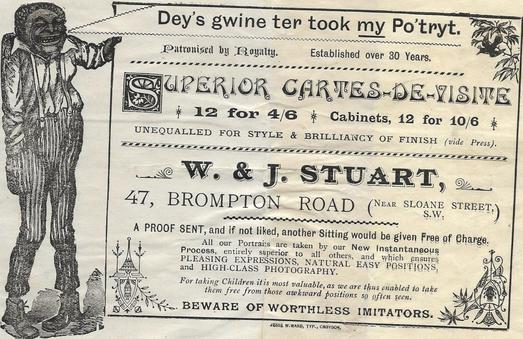 Dey's gwine ter took my Po'tryt.
Patronised by Royalty. Established over 30 Years.
SUPERIOR CARTES-DE-VISITE
12 for 4/6 Cabinets, 12 for 10/6
UNEQUALLED FOR STYLE & BRILLIANCY OF FINISH (vide Press).
W. & J. STUART,
47, BROMPTON ROAD (NEAR SLOANE STREET, S.W.,)
A PROOF SENT, and if not liked, another Sitting would be given Free of Charge.
All our Portraits are taken by our New Instantaneous
Process, entirely superior to all others, and which ensures
PLEASING EXPRESSIONS, NATURAL EASY POSITIONS,
and HIGH-CLASS PHOTOGRAPHY.
For taking Children it is most valuable, as we are thus enabled to take
them free from those awkward positions so often seen.
BEWARE OF WORTHLESS IMITATORS.
JESSE W. WARD, TYP., CROYDON.